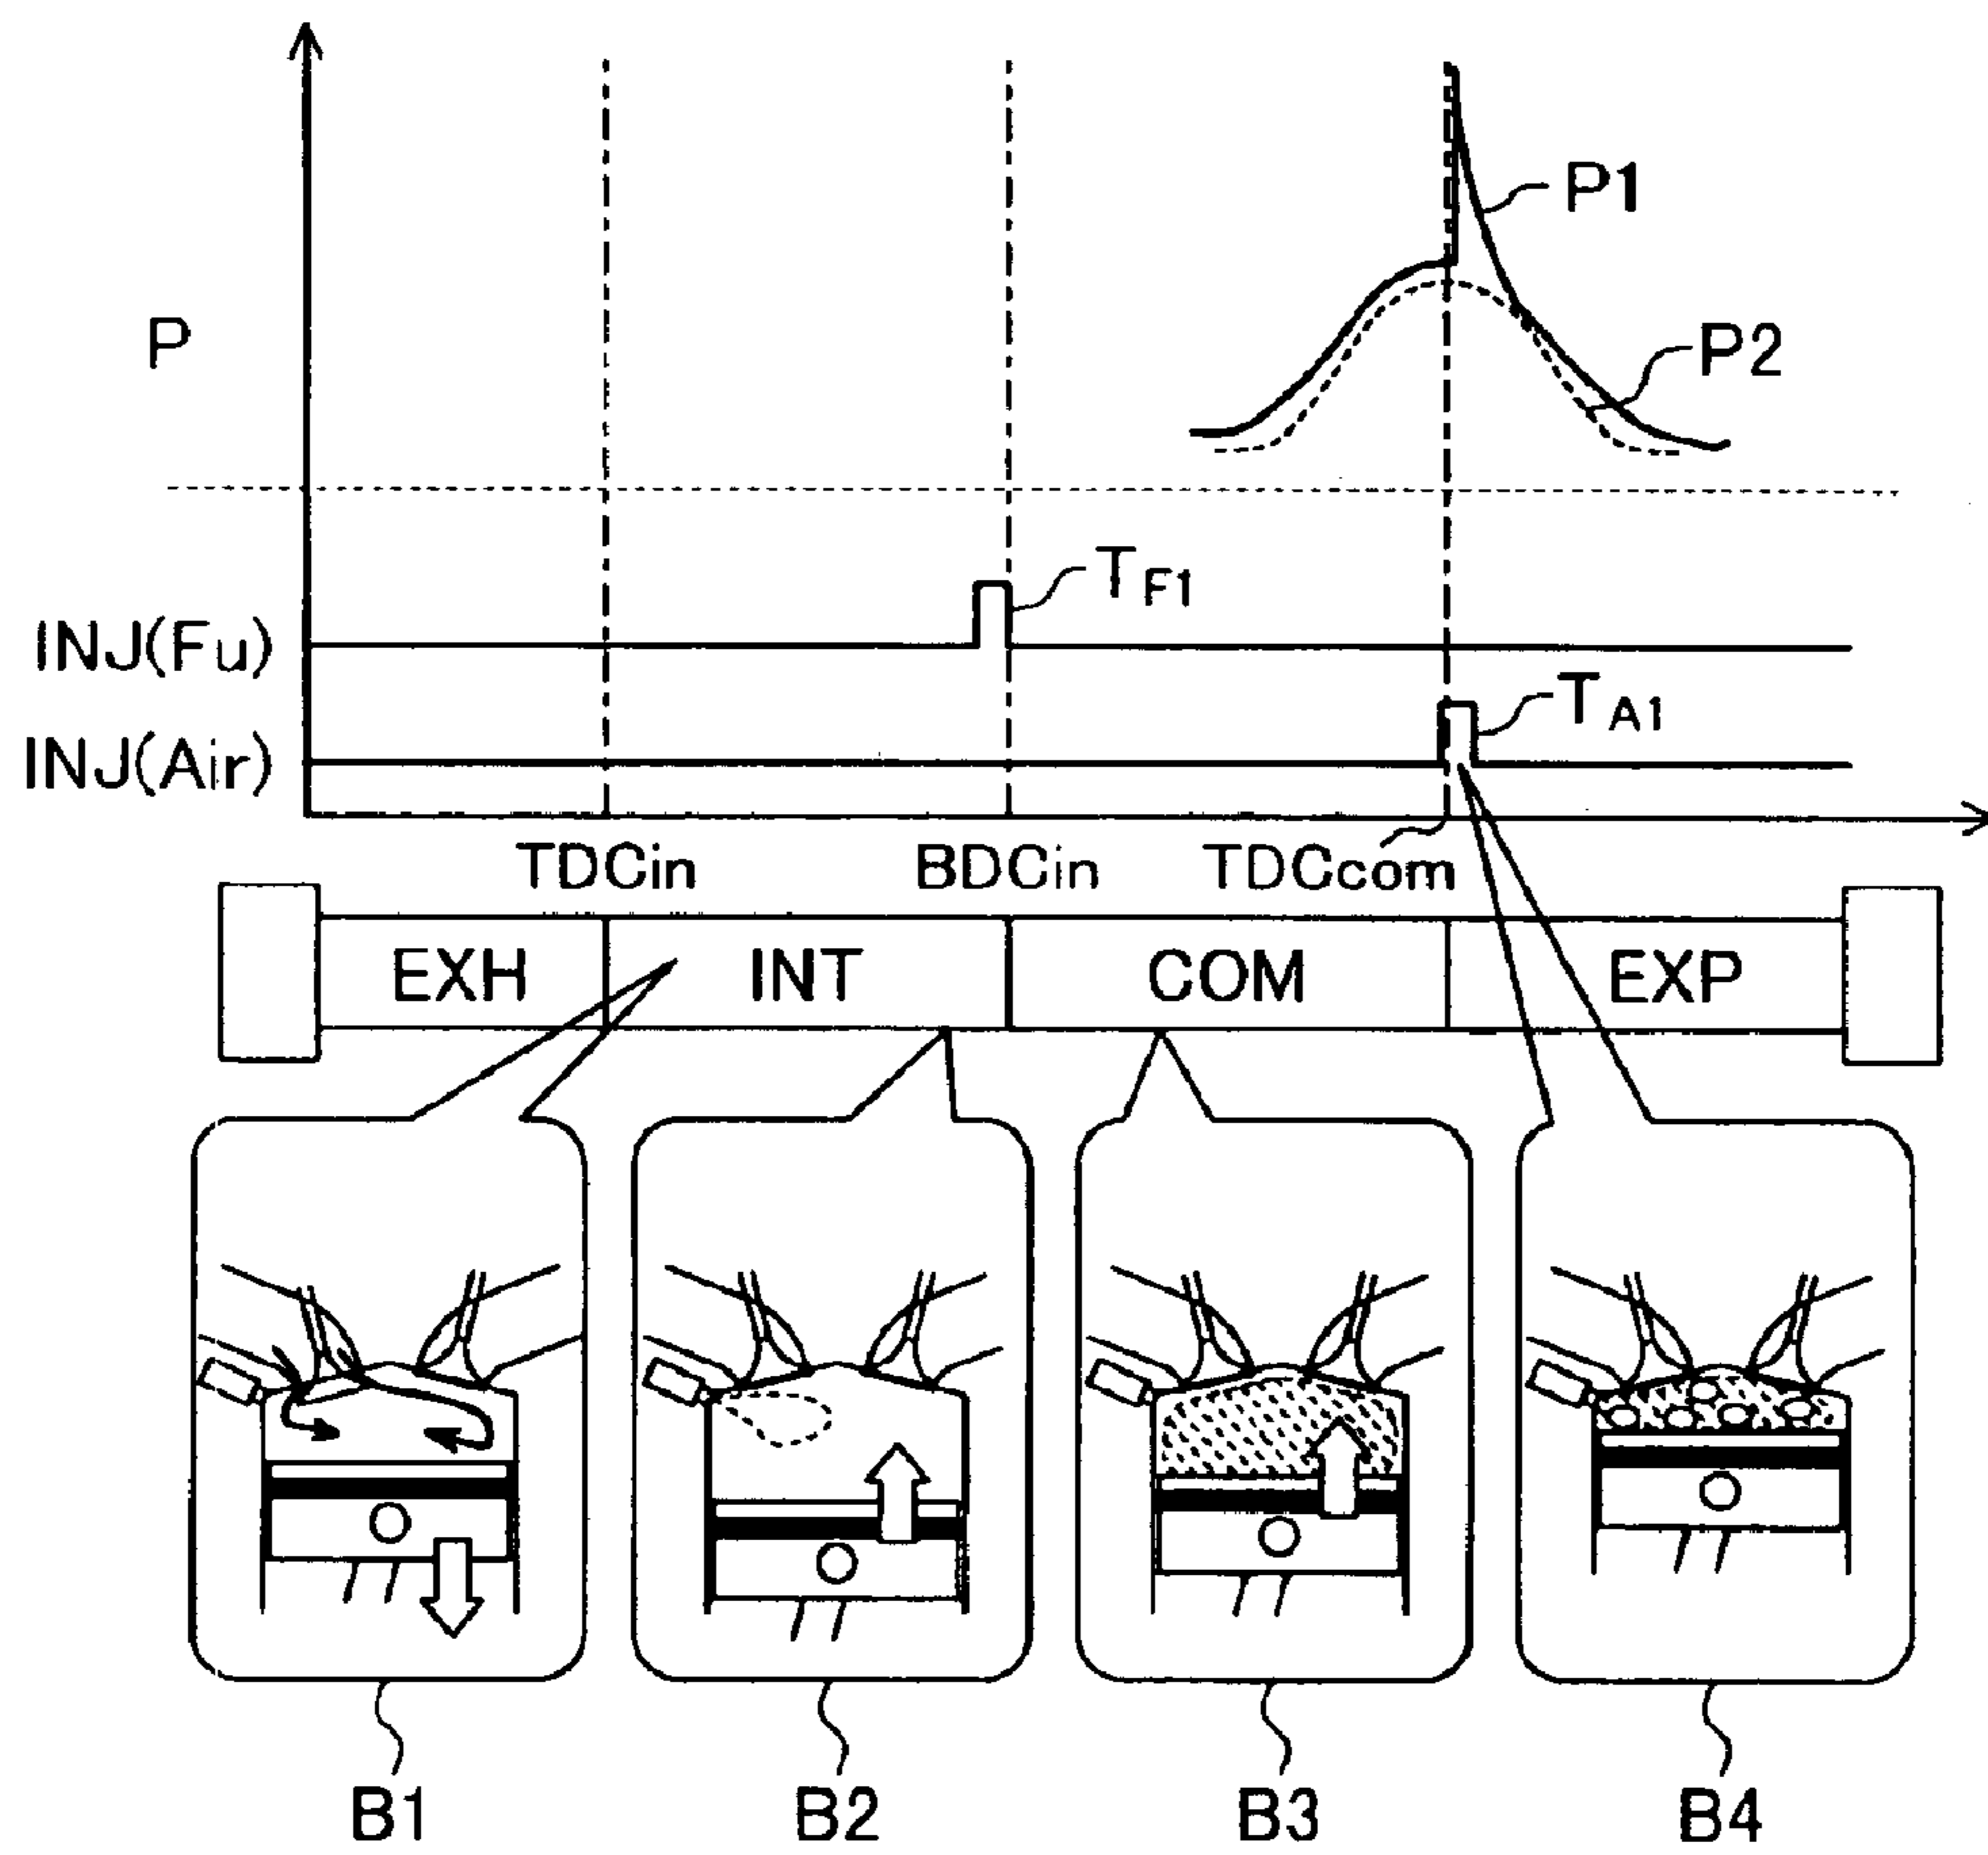 P1
P
P2
TF1
INJ(Fu)
TA1
INJ(Air)
TDCin BDCin TDCcom
EXH INT COM EXP
B1 B2 B3 B4